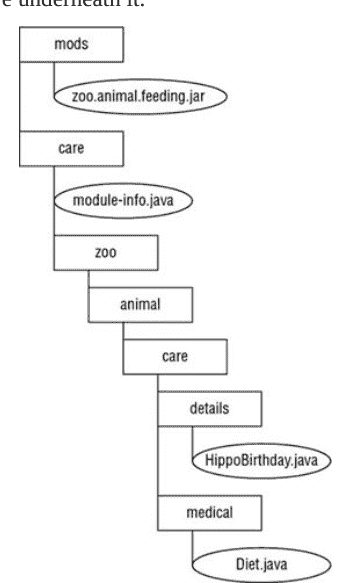 e underneath it.
mods
zoo.animal.feeding.jar
care
module-info.java
zoo
animal
care
details
HippoBirthday.java
medical
Diet.java